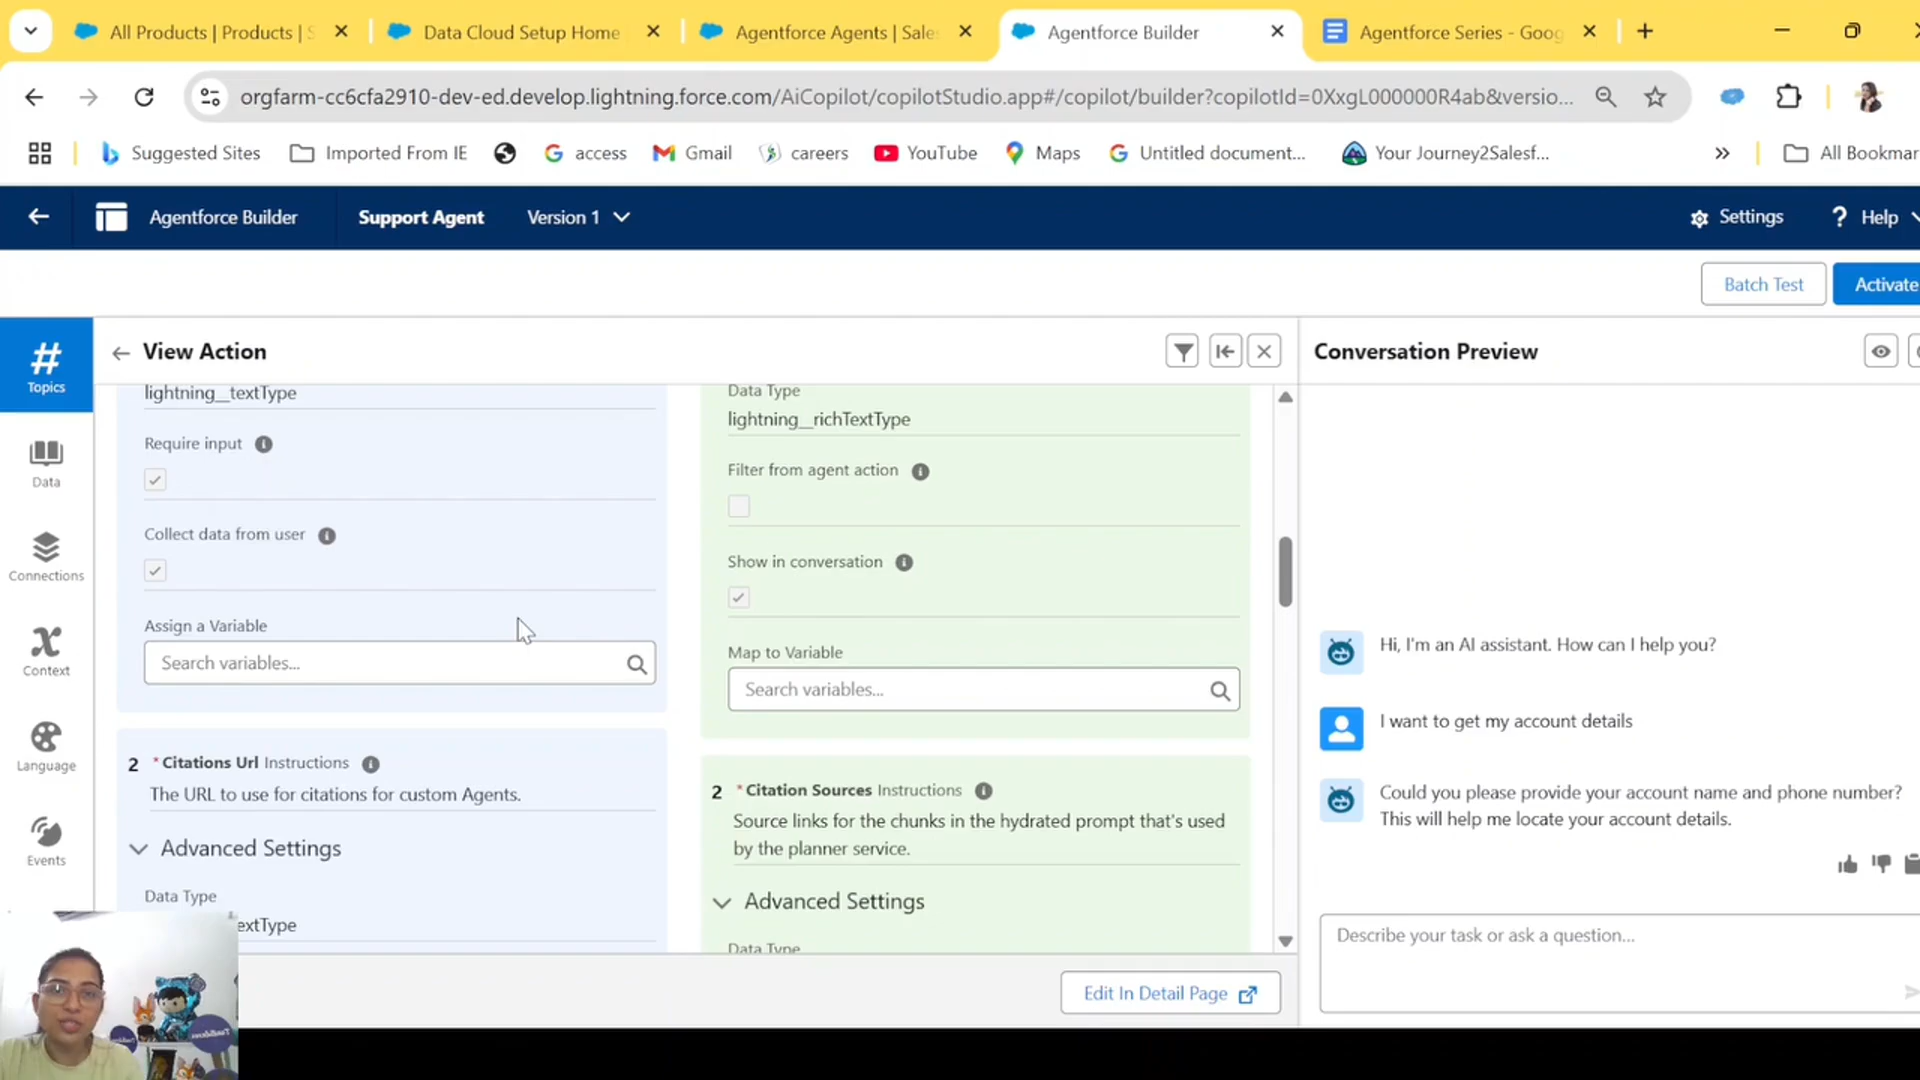 All Products | Products | S
Data Cloud Setup Home
Agentforce Agents | Sales
Agentforce Builder
Agentforce Series - Goog
orgfarm-cc6cfa2910-dev-ed.develop.lightning.force.com/AiCopilot/copilotStudio.app#/copilot/builder?copilotId=0XxgL000000R4ab&versio...
Suggested Sites
Imported From IE
access
Gmail
careers
YouTube
Maps
Untitled document...
Your Journey2Salesf...
All Bookmar
Agentforce Builder
Support Agent
Version 1
Settings
Help
Batch Test
Activate
Topics
Data
Connections
Context
Language
Events
View Action
lightning__textType
Require input
Collect data from user
Assign a Variable
Search variables...
2 * Citations Url Instructions
The URL to use for citations for custom Agents.
Advanced Settings
Data Type
extType
Data Type
lightning__richTextType
Filter from agent action
Show in conversation
Map to Variable
Search variables...
2 * Citation Sources Instructions
Source links for the chunks in the hydrated prompt that's used
by the planner service.
Advanced Settings
Data Type
Edit In Detail Page
Conversation Preview
Hi, I'm an AI assistant. How can I help you?
I want to get my account details
Could you please provide your account name and phone number?
This will help me locate your account details.
Describe your task or ask a question...